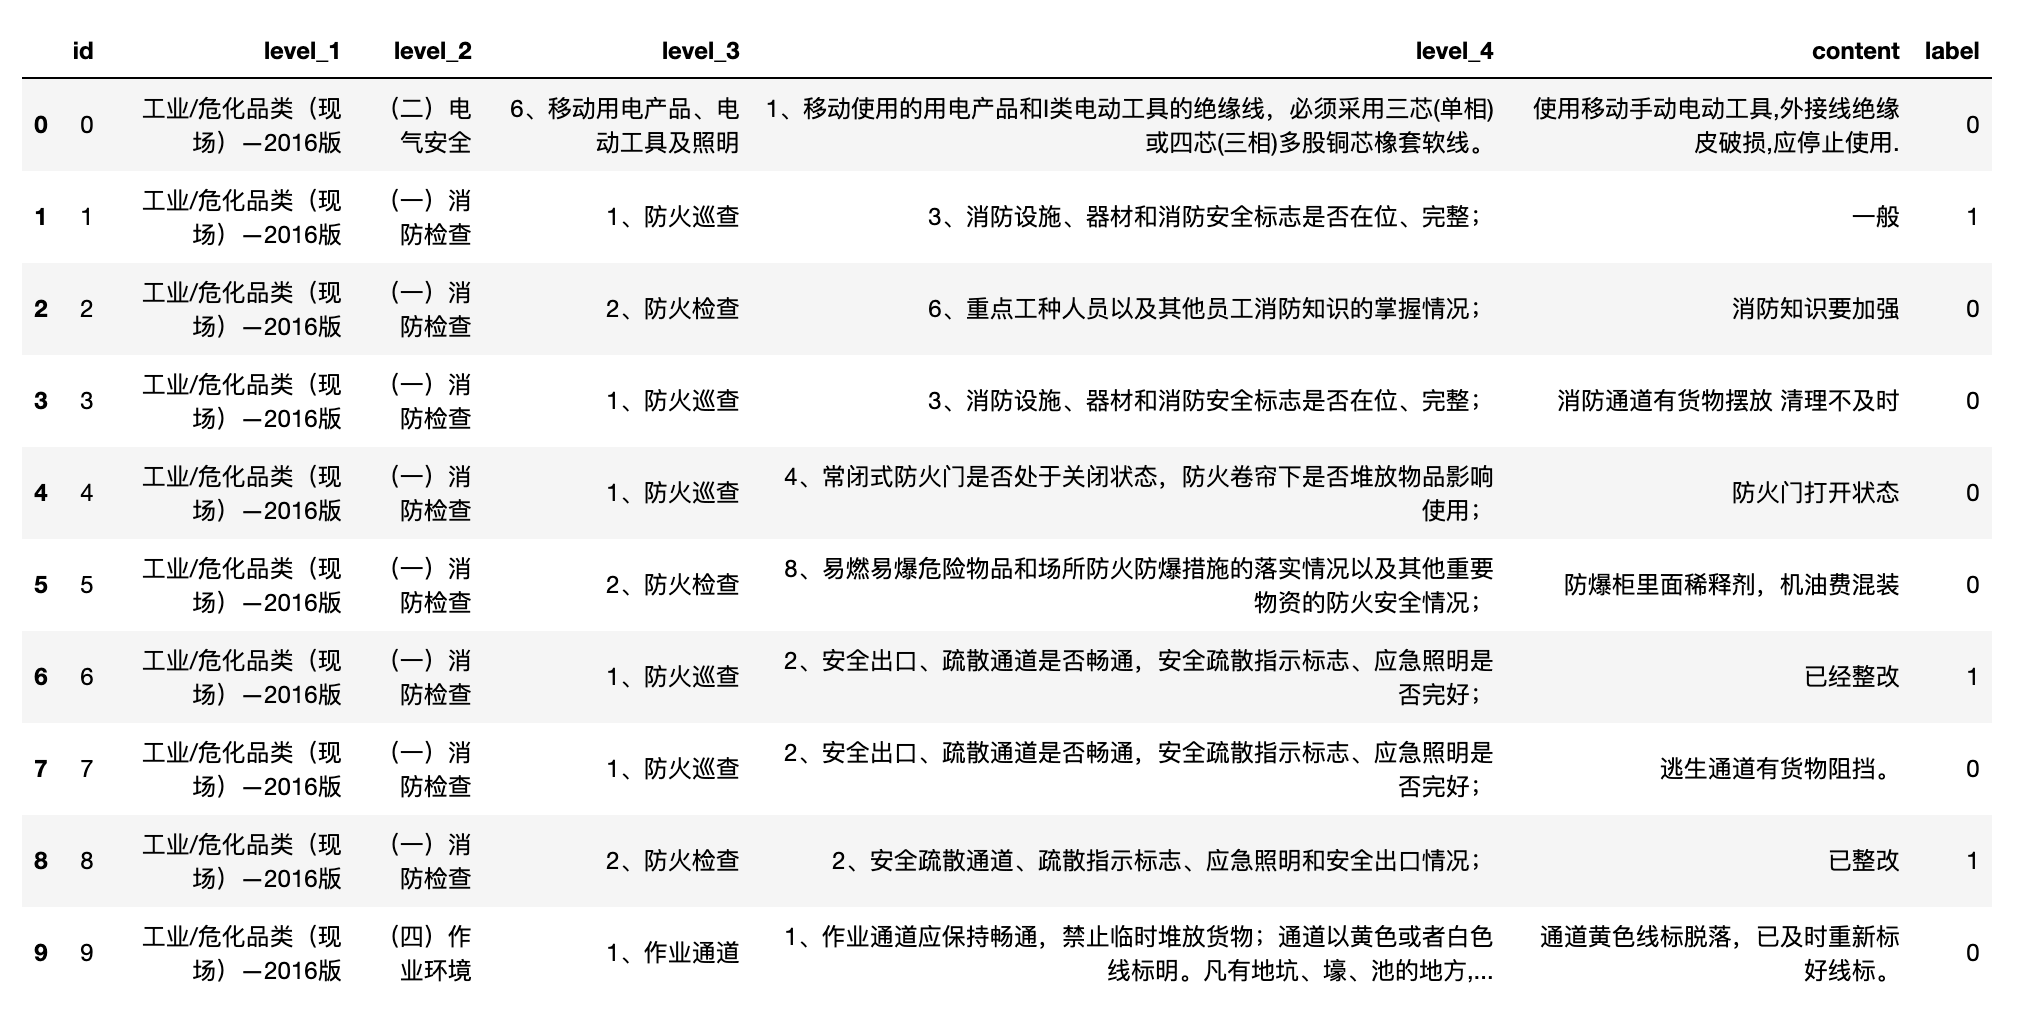 id level_1 level_2 level_3 level_4 content label
0 0 工业/危化品类（现 （二）电 6、移动用电产品、电 1、移动使用的用电产品和I类电动工具的绝缘线，必须采用三芯(单相) 使用移动手动电动工具,外接线绝缘 0
场）—2016版 气安全 动工具及照明 或四芯(三相)多股铜芯橡套软线。 皮破损,应停止使用.
1 1 工业/危化品类（现 （一）消 1、防火巡查 3、消防设施、器材和消防安全标志是否在位、完整； 一般 1
场）—2016版 防检查
2 2 工业/危化品类（现 （一）消 2、防火检查 6、重点工种人员以及其他员工消防知识的掌握情况； 消防知识要加强 0
场）—2016版 防检查
3 3 工业/危化品类（现 （一）消 1、防火巡查 3、消防设施、器材和消防安全标志是否在位、完整； 消防通道有货物摆放 清理不及时 0
场）—2016版 防检查
4 4 工业/危化品类（现 （一）消 1、防火巡查 4、常闭式防火门是否处于关闭状态，防火卷帘下是否堆放物品影响 防火门打开状态 0
场）—2016版 防检查 使用；
5 5 工业/危化品类（现 （一）消 2、防火检查 8、易燃易爆危险物品和场所防火防爆措施的落实情况以及其他重要 防爆柜里面稀释剂，机油费混装 0
场）—2016版 防检查 物资的防火安全情况；
6 6 工业/危化品类（现 （一）消 1、防火巡查 2、安全出口、疏散通道是否畅通，安全疏散指示标志、应急照明是 已经整改 1
场）—2016版 防检查 否完好；
7 7 工业/危化品类（现 （一）消 1、防火巡查 2、安全出口、疏散通道是否畅通，安全疏散指示标志、应急照明是 逃生通道有货物阻挡。 0
场）—2016版 防检查 否完好；
8 8 工业/危化品类（现 （一）消 2、防火检查 2、安全疏散通道、疏散指示标志、应急照明和安全出口情况； 已整改 1
场）—2016版 防检查
9 9 工业/危化品类（现 （四）作 1、作业通道 1、作业通道应保持畅通，禁止临时堆放货物；通道以黄色或者白色 通道黄色线标脱落，已及时重新标 0
场）—2016版 业环境 线标明。凡有地坑、壕、池的地方,... 好线标。